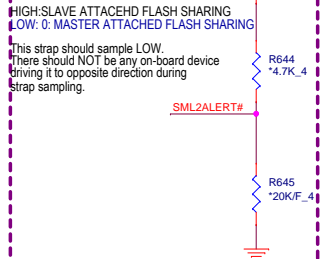 HIGH:SLAVE ATTACEHD FLASH SHARING
LOW: 0: MASTER ATTACHED FLASH SHARING
This strap should sample LOW.
There should NOT be any on-board device
driving it to opposite direction during
strap sampling.
R644
*4.7K_4
SML2ALERT#
R645
*20K/F_4